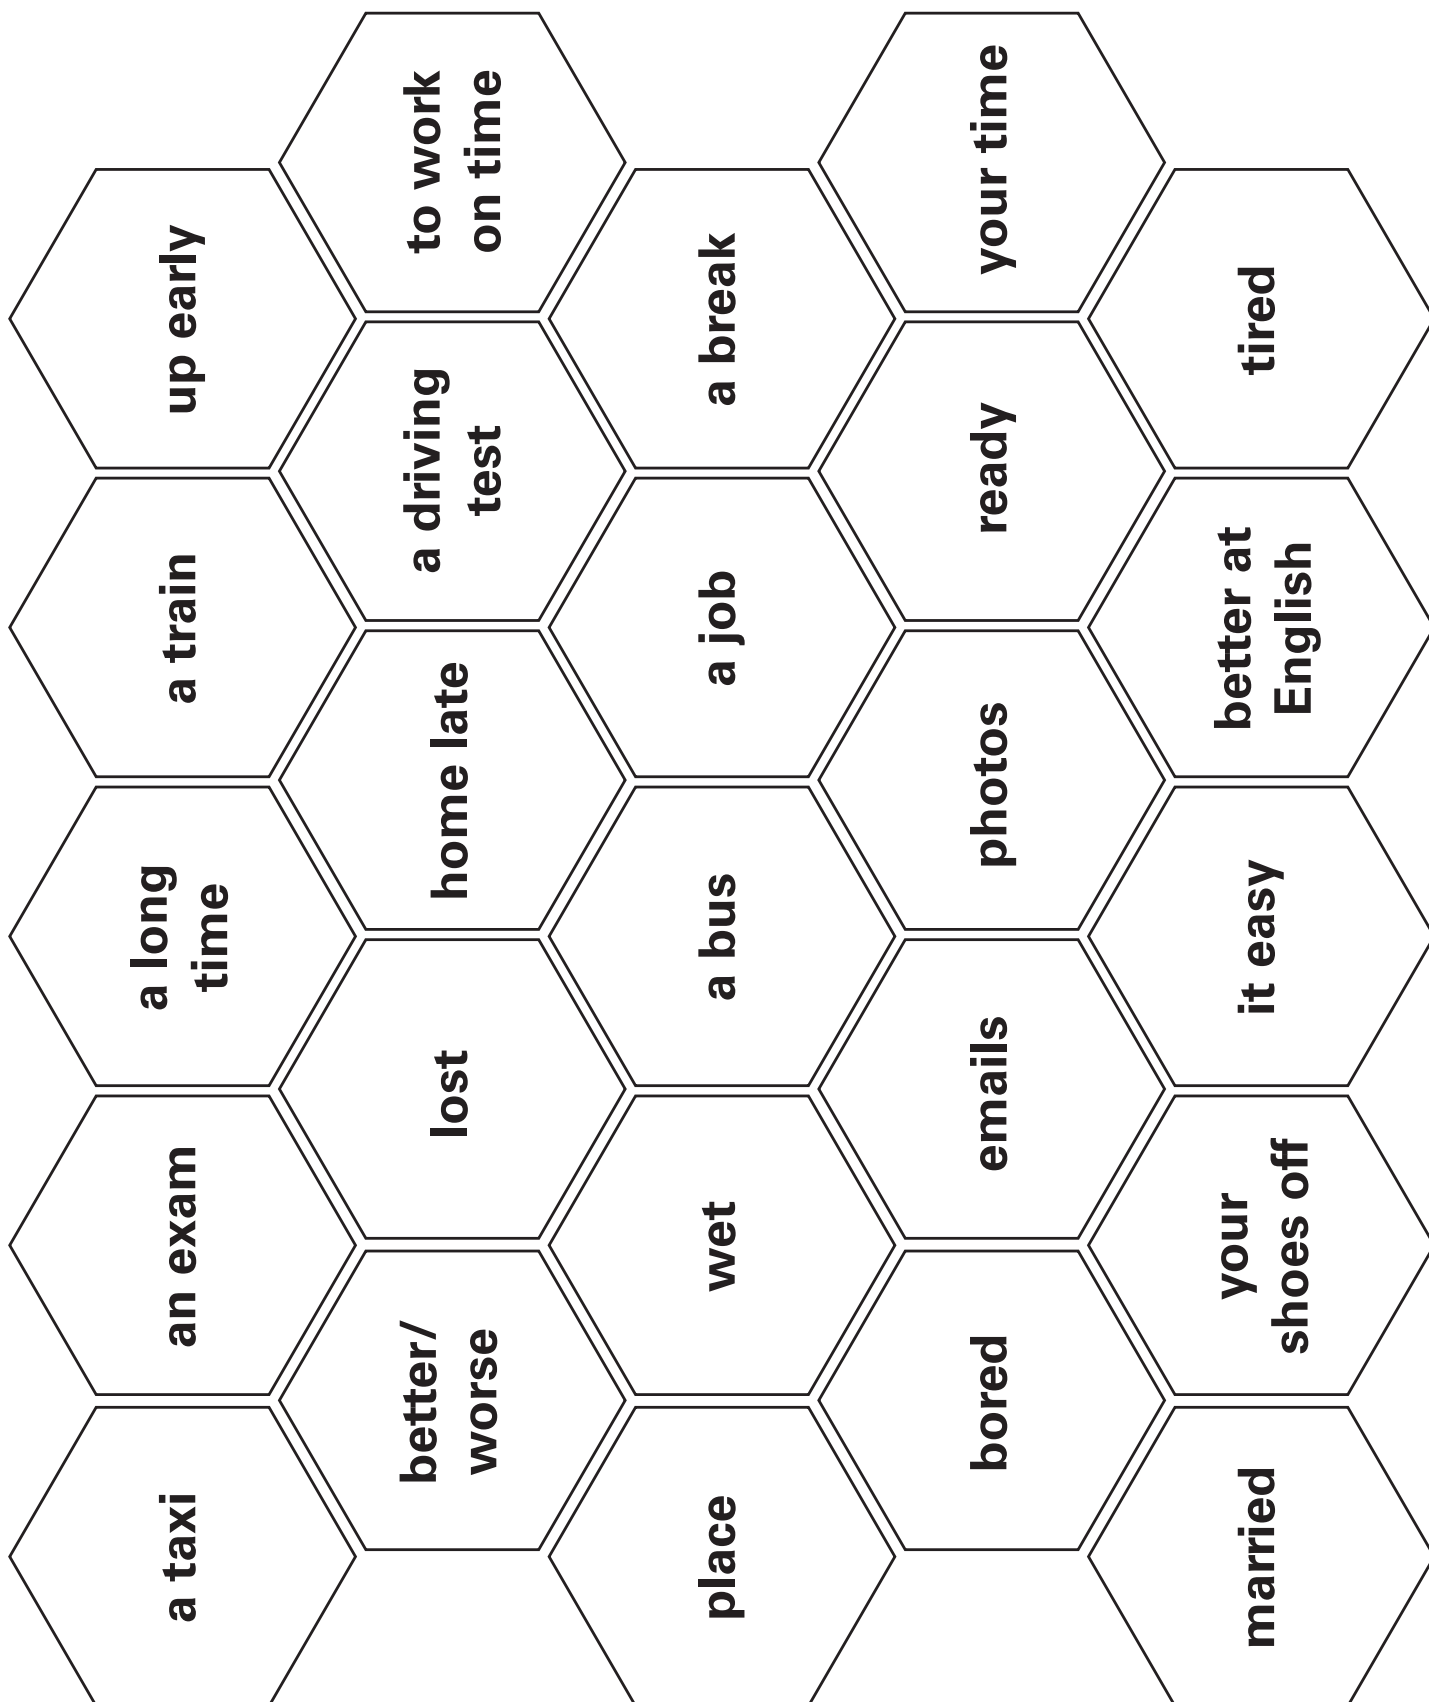 a taxi
an exam
a long
time
a train
up early
better/
worse
lost
home late
a driving
test
to work
on time
place
wet
a bus
a job
a break
bored
emails
photos
ready
your time
married
your
shoes off
it easy
better at
English
tired